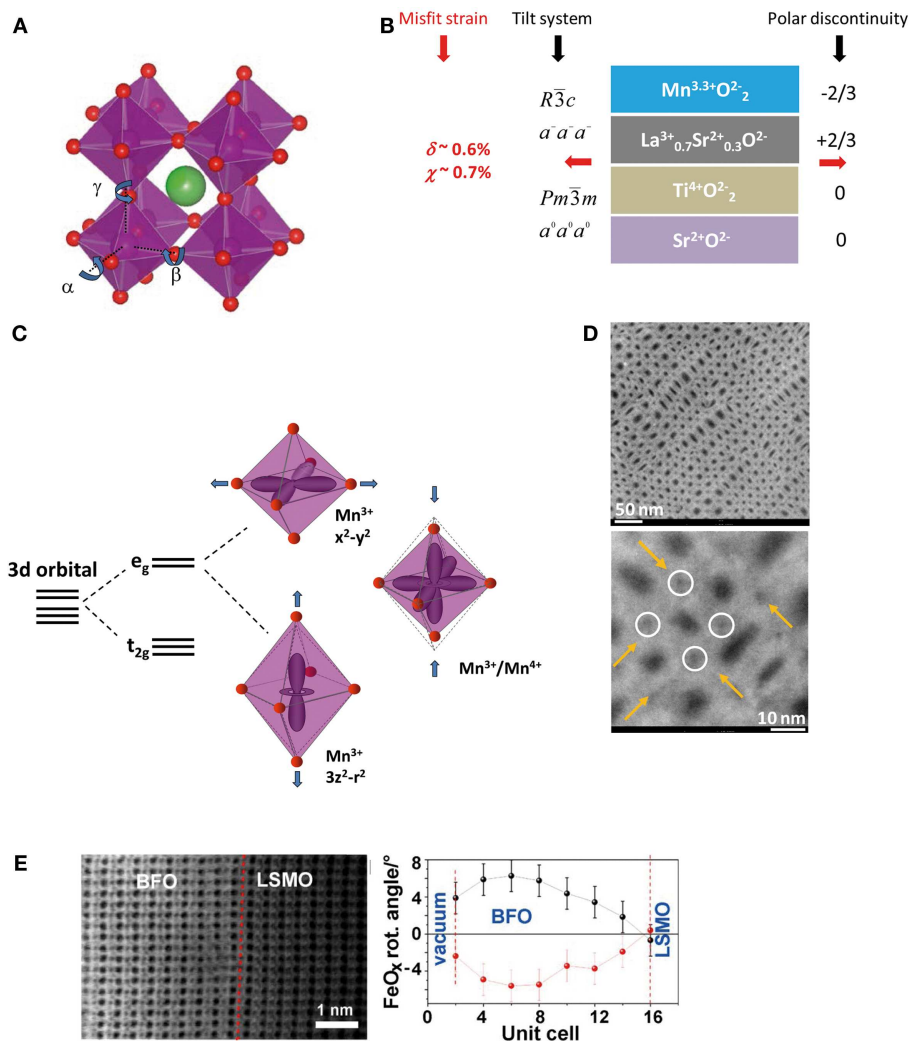 A
γ
α
β
B
Misfit strain
Tilt system
Polar discontinuity
δ ~ 0.6%
χ ~ 0.7%
R3̅c
a⁻a⁻a⁻
Pm3̅m
a⁰a⁰a⁰
Mn³·³⁺O²⁻₂
La³⁺₀.₇Sr²⁺₀.₃O²⁻
Ti⁴⁺O²⁻₂
Sr²⁺O²⁻
-2/3
+2/3
0
0
C
3d orbital
e_g
t_2g
Mn³⁺
x²-y²
Mn³⁺
3z²-r²
Mn³⁺/Mn⁴⁺
D
50 nm
10 nm
E
BFO
LSMO
1 nm
FeOₓ rot. angle/°
8
4
0
-4
vacuum
BFO
LSMO
0 4 8 12 16
Unit cell